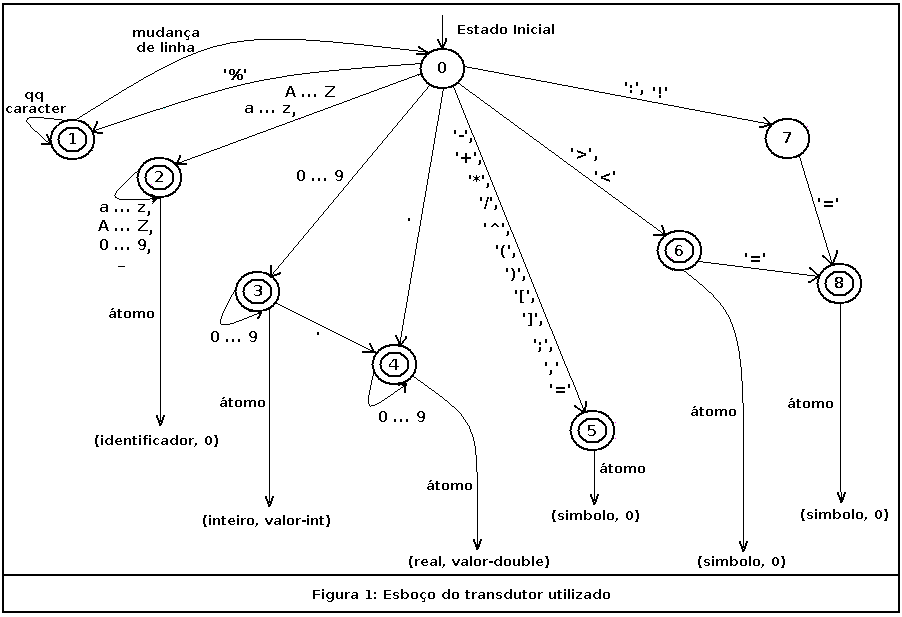 Estado Inicial
mudança
de linha
0
'%'
A ... Z
a ... z,
':', '!'
qq
caracter
1
7
'-',
'+',
'*',
'/',
'^',
'(',
')',
'[',
']',
';',
','
'='
'>',
'<'
2
0 ... 9
a ... z,
A ... Z,
0 ... 9,
_
.
'='
6
'='
8
3
átomo
0 ... 9
.
4
0 ... 9
átomo
átomo
átomo
5
(identificador, 0)
átomo
átomo
(inteiro, valor-int)
(simbolo, 0)
(simbolo, 0)
(real, valor-double)
(simbolo, 0)
Figura 1: Esboço do transdutor utilizado